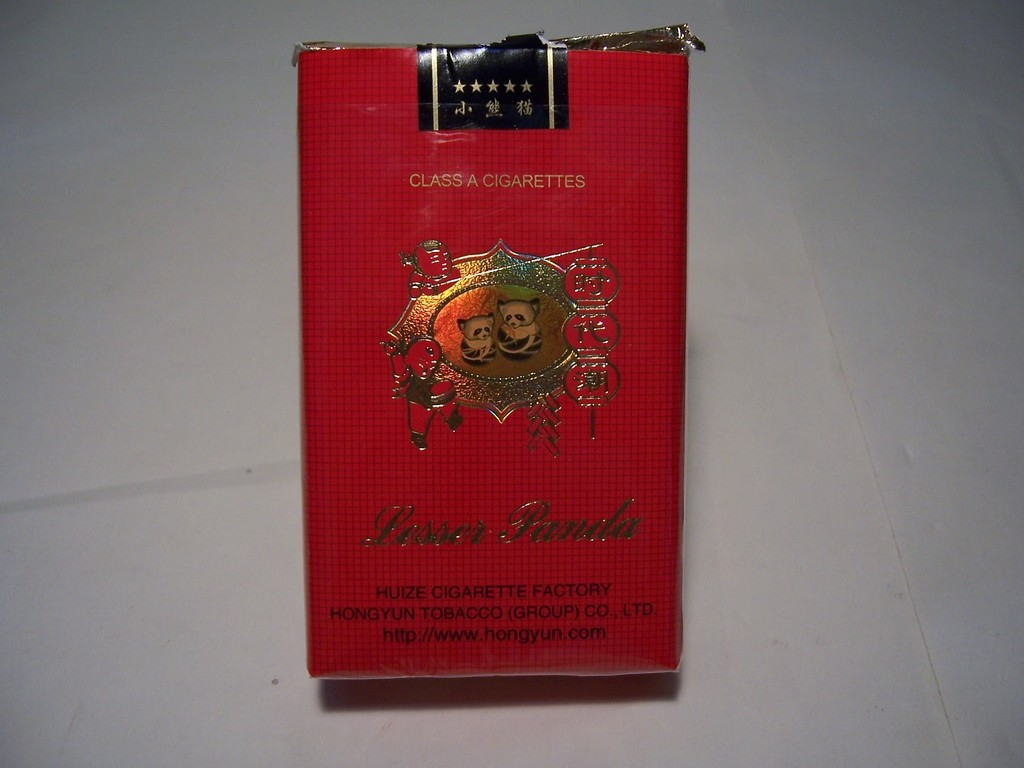 ★★★★★
小熊猫
CLASS A CIGARETTES
时
代
潮
Lesser Panda
HUIZE CIGARETTE FACTORY
HONGYUN TOBACCO (GROUP) CO., LTD.
http://www.hongyun.com